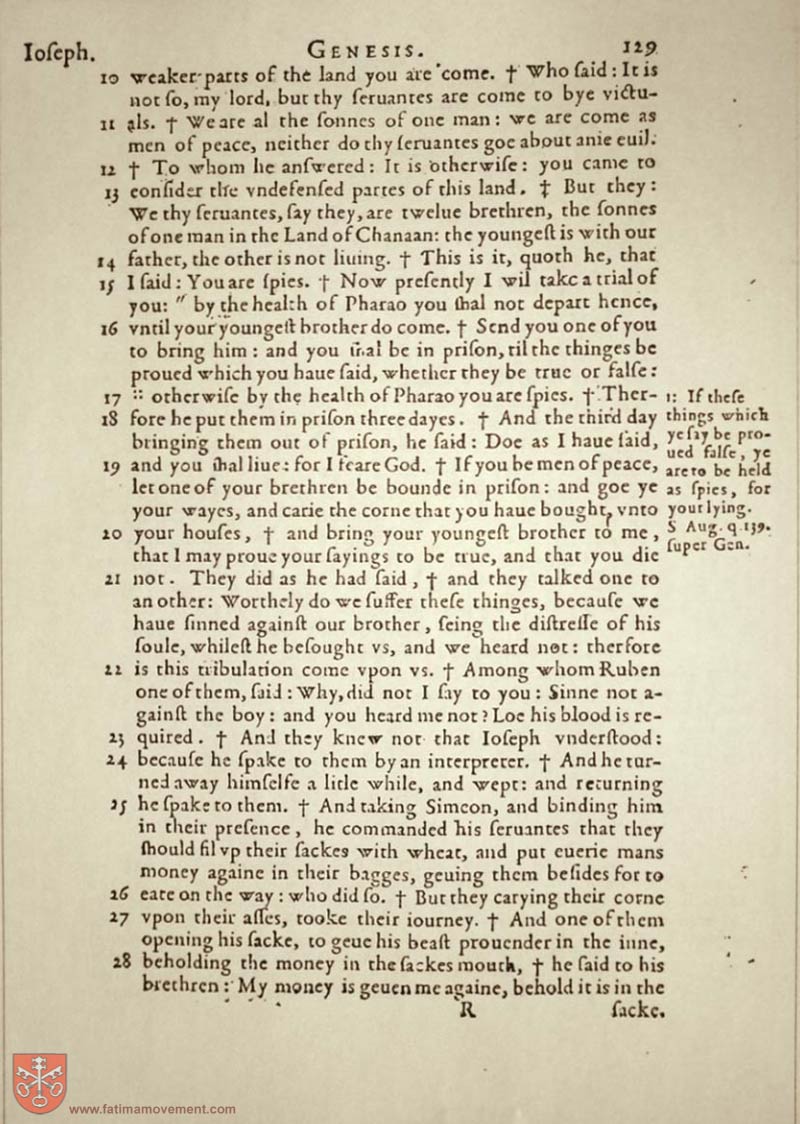 Ioſeph. GENESIS. 129
10 weaker partes of the land you are come. † Who ſaid : It is
not ſo, my lord, but thy ſeruantes are come to bye victu-
11 als. † We are al the ſonnes of one man : we are come as
men of peace, neither do thy ſeruantes goe about anie euil.
12 † To whom he anſwered : It is otherwiſe : you came to
13 conſider the vndefenſed partes of this land. ‡ But they :
We thy ſeruantes, ſay they, are twelue brethren, the ſonnes
of one man in the Land of Chanaan: the youngeſt is with our
14 father, the other is not liuing. † This is it, quoth he, that
15 I ſaid : You are ſpies. † Now preſently I wil take a trial of
you: " by the health of Pharao you ſhal not depart hence,
16 vntil your youngeſt brother do come. † Send you one of you
to bring him : and you ſhal be in priſon, til the thinges be
proued which you haue ſaid, whether they be true or falſe :
17 :: otherwiſe by the health of Pharao you are ſpies. † Ther-
18 fore he put them in priſon three dayes. † And the third day
bringing them out of priſon, he ſaid : Doe as I haue ſaid,
19 and you ſhal liue : for I feare God. † If you be men of peace,
let one of your brethren be bounde in priſon : and goe ye
your wayes, and carie the corne that you haue bought, vnto
20 your houſes, † and bring your youngeſt brother to me,
that I may proue your ſayings to be true, and that you die
21 not. They did as he had ſaid, † and they talked one to
an other: Worthely do we ſuffer theſe thinges, becauſe we
haue ſinned againſt our brother, ſeing the diſtreſſe of his
ſoule, whileſt he beſought vs, and we heard not : therfore
22 is this tribulation come vpon vs. † Among whom Ruben
one of them, ſaid : Why, did not I ſay to you : Sinne not a-
gainſt the boy : and you heard me not? Loe his blood is re-
23 quired. † And they knew not that Ioſeph vnderſtood :
24 becauſe he ſpake to them by an interpreter. † And he tur-
ned away himſelfe a litle while, and wept: and returning
25 he ſpake to them. † And taking Simeon, and binding him
in their preſence, he commanded his ſeruantes that they
ſhould fil vp their ſackes with wheat, and put euerie mans
money againe in their bagges, geuing them beſides for to
26 eate on the way : who did ſo. † But they carying their corne
27 vpon their aſſes, tooke their iourney. † And one of them
opening his ſacke, to geue his beaſt prouender in the inne,
28 beholding the money in the ſackes mouth, † he ſaid to his
brethren : My money is geuen me againe, behold it is in the
R ſacke.
:: If theſe
things which
ye ſay be pro-
ued falſe, ye
are to be held
as ſpies, for
your lying.
S Aug. q. 139.
ſuper Gen.
www.fatimamovement.com